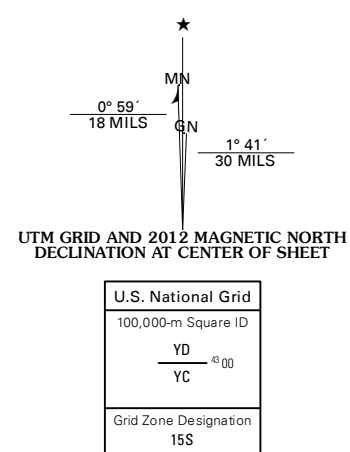 ★
MN
0° 59´
18 MILS
GN
1° 41´
30 MILS
UTM GRID AND 2012 MAGNETIC NORTH
DECLINATION AT CENTER OF SHEET
U.S. National Grid
100,000-m Square ID
YD
43 00
YC
Grid Zone Designation
15S